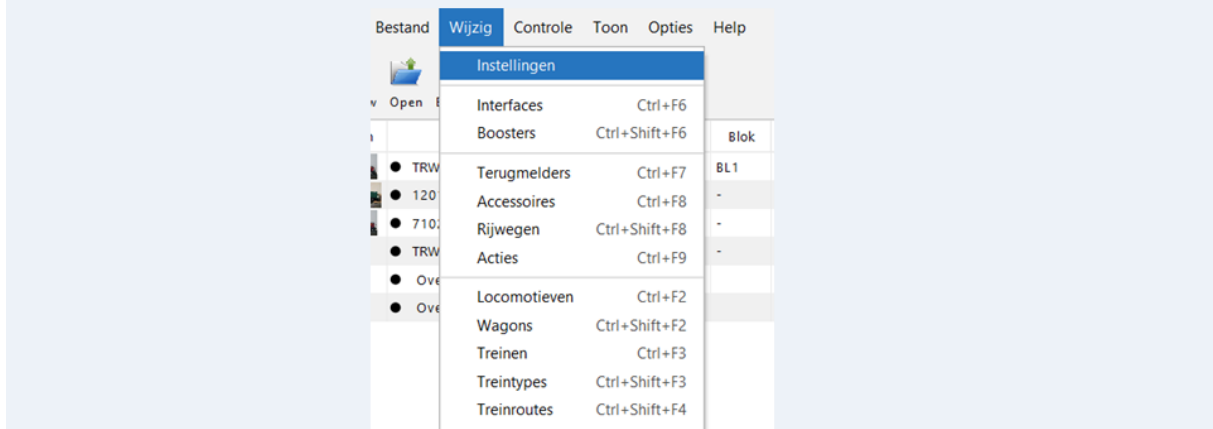 Bestand Wijzig Controle Toon Opties Help
Instellingen
Open
Interfaces Ctrl+F6
Boosters Ctrl+Shift+F6
Blok
TRW Terugmelders Ctrl+F7 BL1
120 Accessoires Ctrl+F8 -
710 Rijwegen Ctrl+Shift+F8 -
TRW Acties Ctrl+F9 -
Ove
Ove Locomotieven Ctrl+F2
Wagons Ctrl+Shift+F2
Treinen Ctrl+F3
Treintypes Ctrl+Shift+F3
Treinroutes Ctrl+Shift+F4